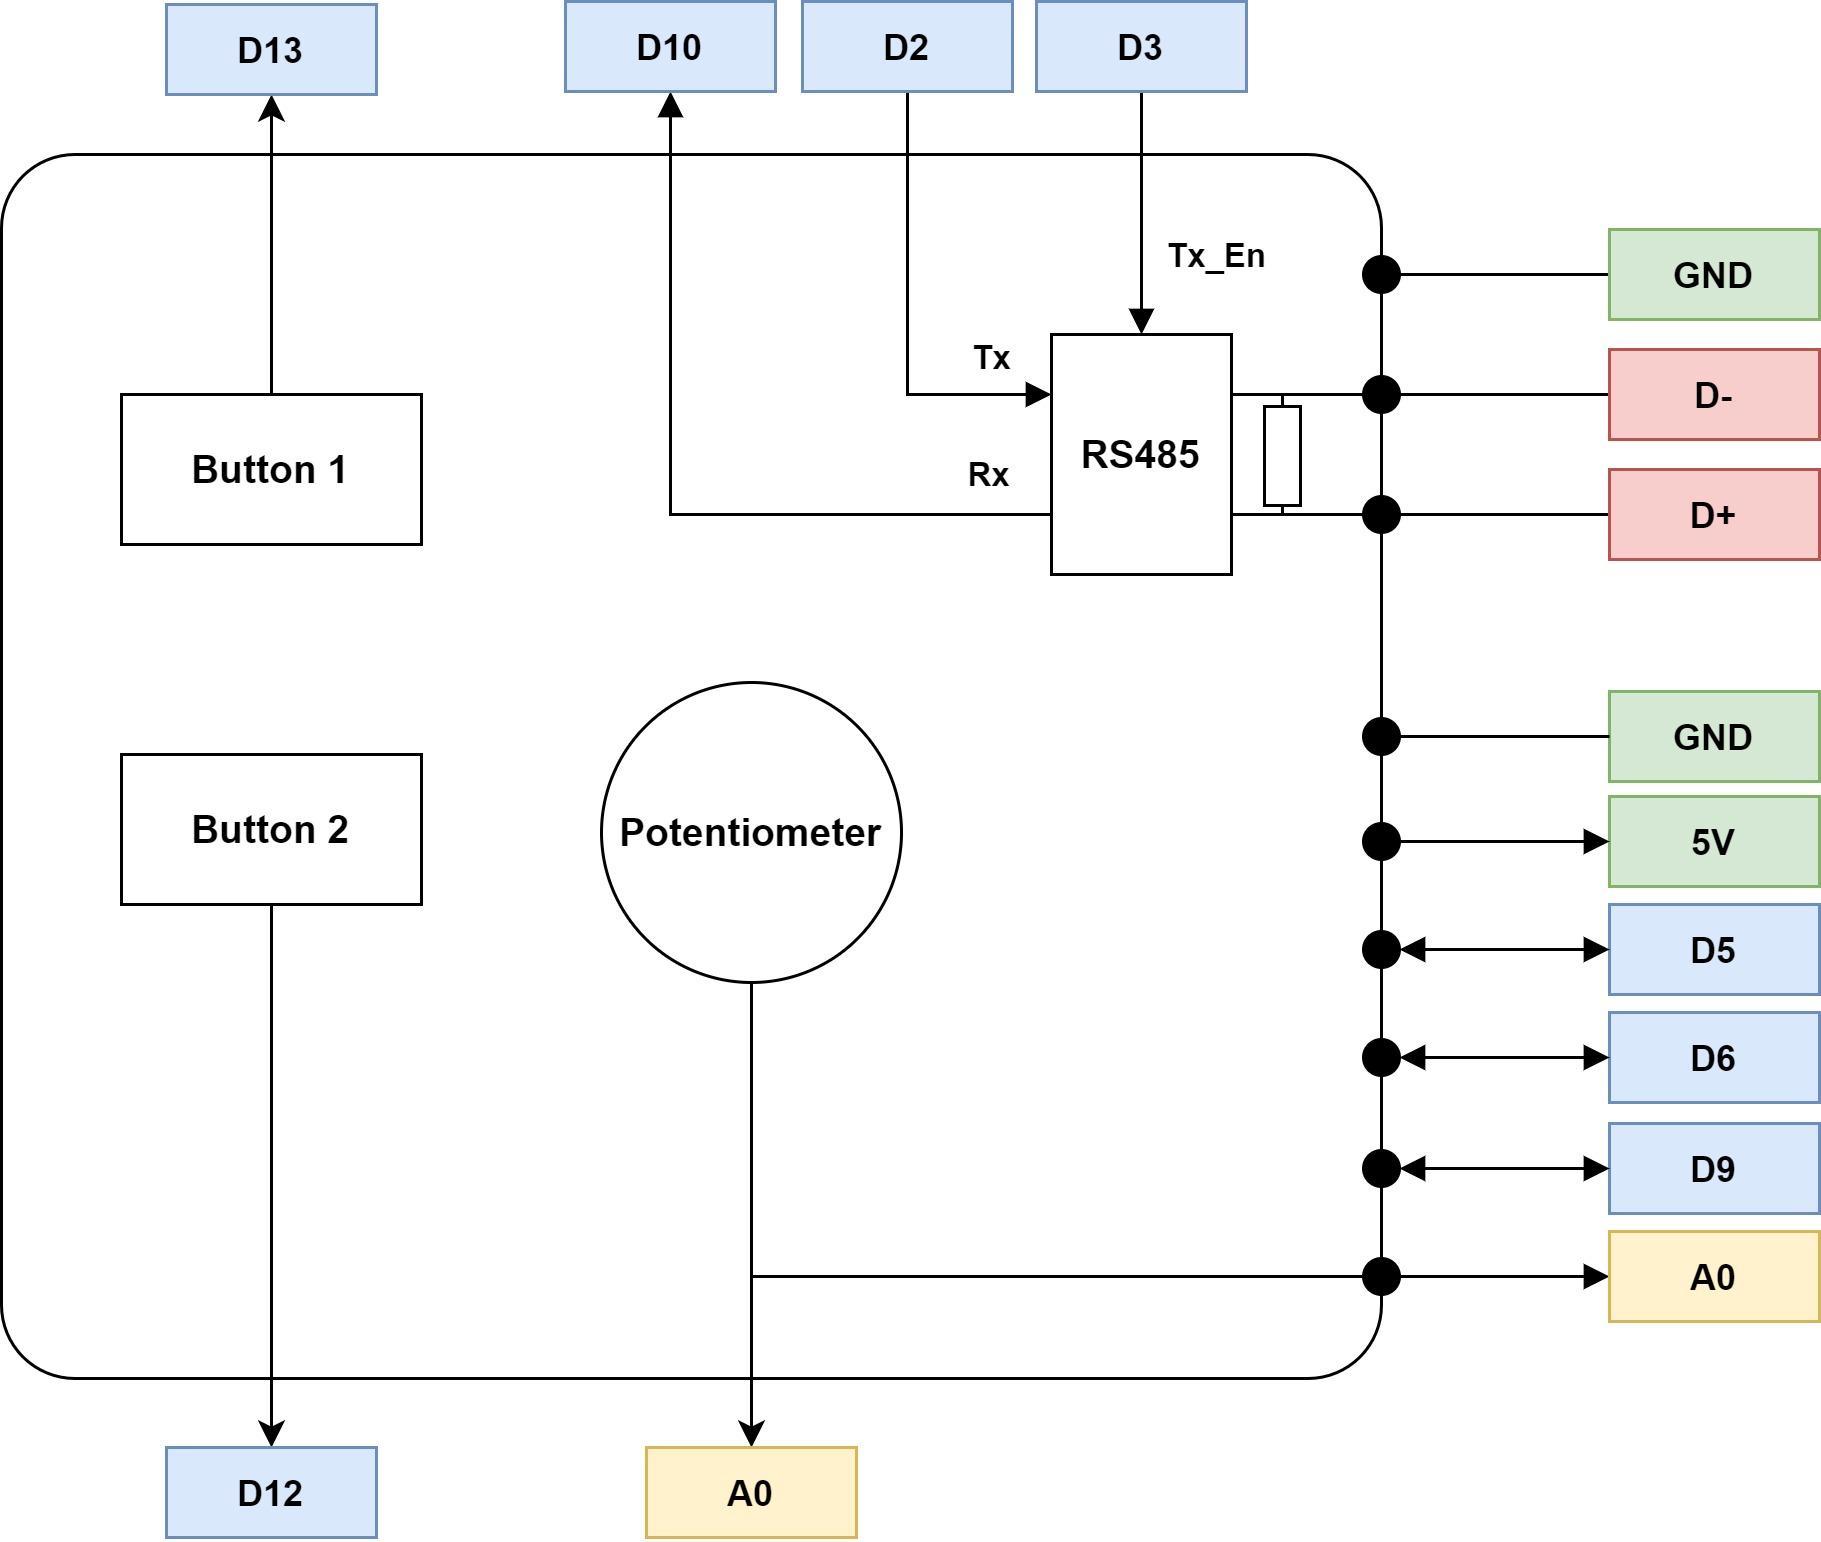 D13
D10
D2
D3
Tx_En
GND
Tx
D-
RS485
Button 1
Rx
D+
GND
Button 2
Potentiometer
5V
D5
D6
D9
A0
D12
A0